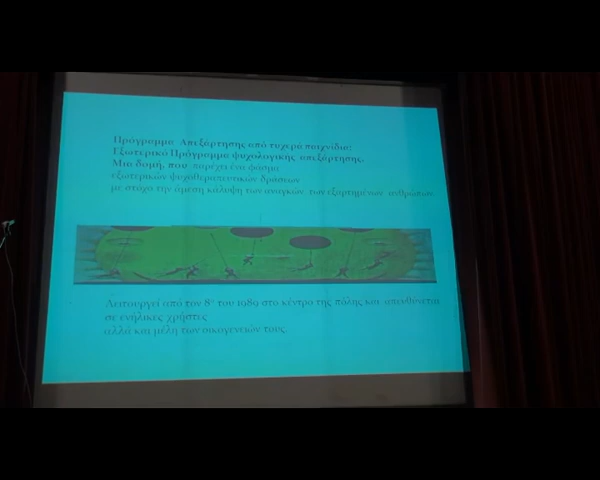 Πρόγραμμα Απεξάρτησης από τυχερά παιχνίδια:
Εξωτερικό Πρόγραμμα ψυχολογικής απεξάρτησης.
Μια δομή, που παρέχει ένα φάσμα
εξωτερικών ψυχοθεραπευτικών δράσεων
με στόχο την άμεση κάλυψη των αναγκών των εξαρτημένων ανθρώπων
Λειτουργεί από τον 8ο του 1989 στο κέντρο της πόλης και απευθύνεται
σε ενήλικες χρήστες
αλλά και μέλη των οικογενειών τους.